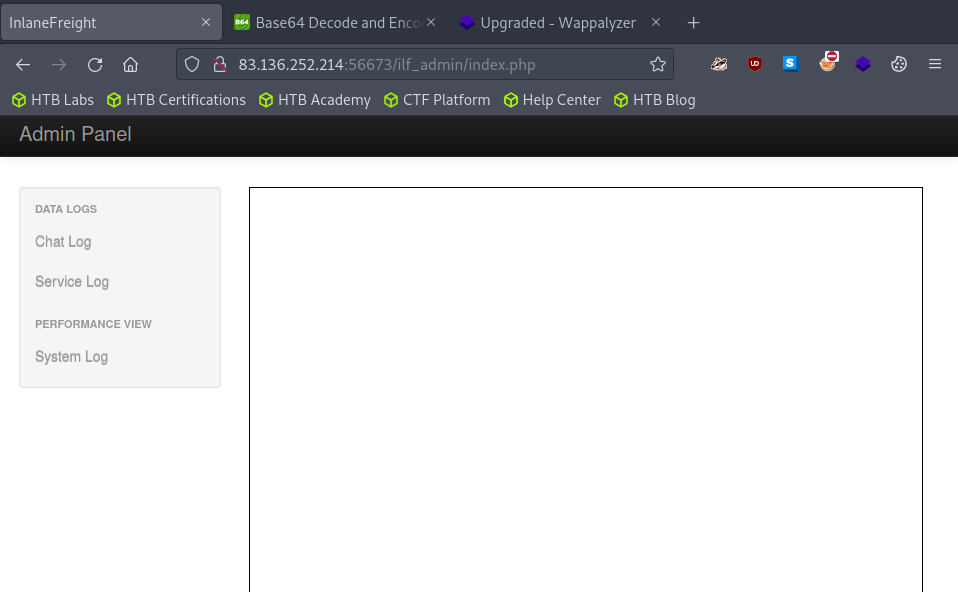 InlaneFreight
Base64 Decode and Enco
Upgraded - Wappalyzer
83.136.252.214:56673/ilf_admin/index.php
HTB Labs HTB Certifications HTB Academy CTF Platform Help Center HTB Blog
Admin Panel
DATA LOGS
Chat Log
Service Log
PERFORMANCE VIEW
System Log